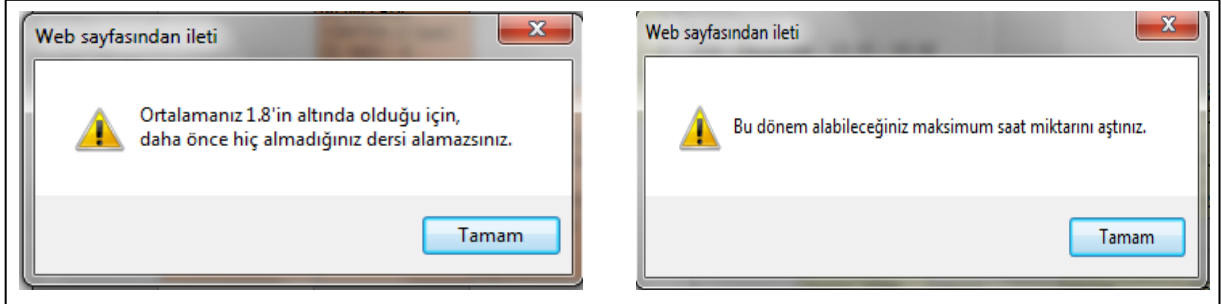 Web sayfasından ileti
Ortalamanız 1.8'in altında olduğu için,
daha önce hiç almadığınız dersi alamazsınız.
Tamam
Web sayfasından ileti
Bu dönem alabileceğiniz maksimum saat miktarını aştınız.
Tamam